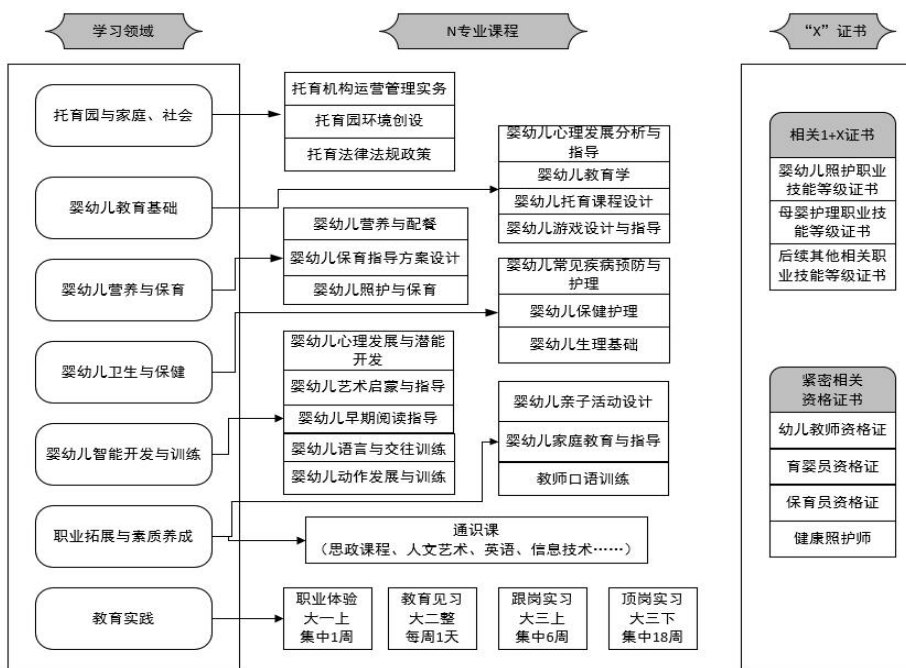 学习领域
N专业课程
“X”证书
托育园与家庭、社会
托育机构运营管理实务
托育园环境创设
托育法律法规政策
婴幼儿教育基础
婴幼儿心理发展分析与
指导
婴幼儿教育学
婴幼儿托育课程设计
婴幼儿游戏设计与指导
婴幼儿营养与保育
婴幼儿营养与配餐
婴幼儿保育指导方案设计
婴幼儿照护与保育
婴幼儿卫生与保健
婴幼儿常见疾病预防与
护理
婴幼儿保健护理
婴幼儿生理基础
婴幼儿智能开发与训练
婴幼儿心理发展与潜能
开发
婴幼儿艺术启蒙与指导
婴幼儿早期阅读指导
婴幼儿语言与交往训练
婴幼儿动作发展与训练
职业拓展与素质养成
婴幼儿亲子活动设计
婴幼儿家庭教育与指导
教师口语训练
通识课
（思政课程、人文艺术、英语、信息技术……）
教育实践
职业体验
大一上
集中1周
教育见习
大二整
每周1天
跟岗实习
大三上
集中6周
顶岗实习
大三下
集中18周
相关1+X证书
婴幼儿照护职业
技能等级证书
母婴护理职业技
能等级证书
后续其他相关职
业技能等级证书
紧密相关
资格证书
幼儿教师资格证
育婴员资格证
保育员资格证
健康照护师